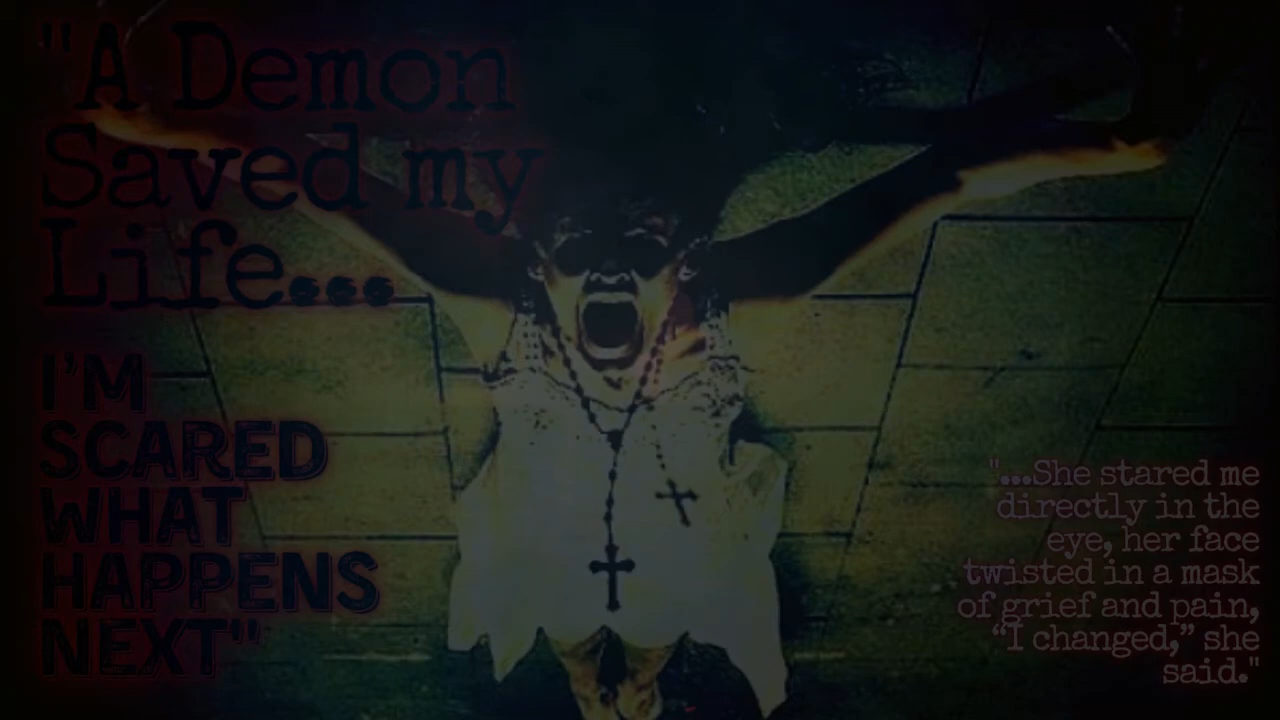 "A Demon
Saved my
Life...
I'M
SCARED
WHAT
HAPPENS
NEXT"
"...She stared me
directly in the
eye, her face
twisted in a mask
of grief and pain,
“I changed,” she
said."